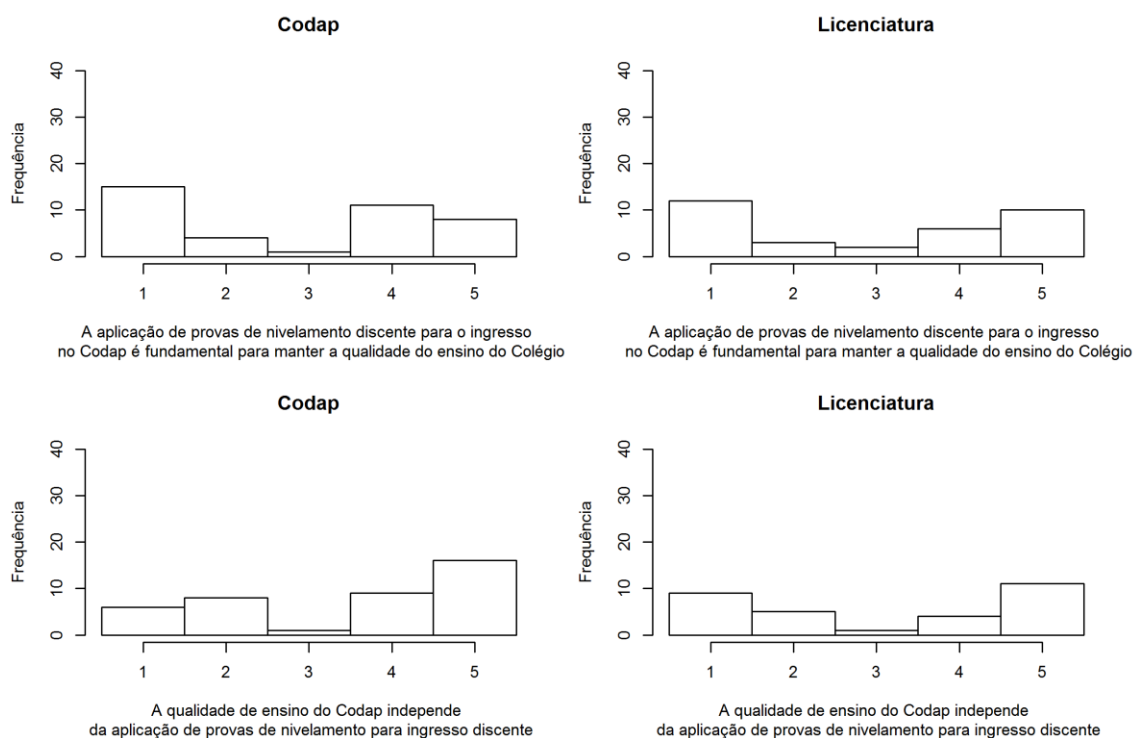 Codap
Frequência
40
30
20
10
0
1 2 3 4 5
A aplicação de provas de nivelamento discente para o ingresso
no Codap é fundamental para manter a qualidade do ensino do Colégio
Licenciatura
Frequência
40
30
20
10
0
1 2 3 4 5
A aplicação de provas de nivelamento discente para o ingresso
no Codap é fundamental para manter a qualidade do ensino do Colégio
Codap
Frequência
40
30
20
10
0
1 2 3 4 5
A qualidade de ensino do Codap independe
da aplicação de provas de nivelamento para ingresso discente
Licenciatura
Frequência
40
30
20
10
0
1 2 3 4 5
A qualidade de ensino do Codap independe
da aplicação de provas de nivelamento para ingresso discente